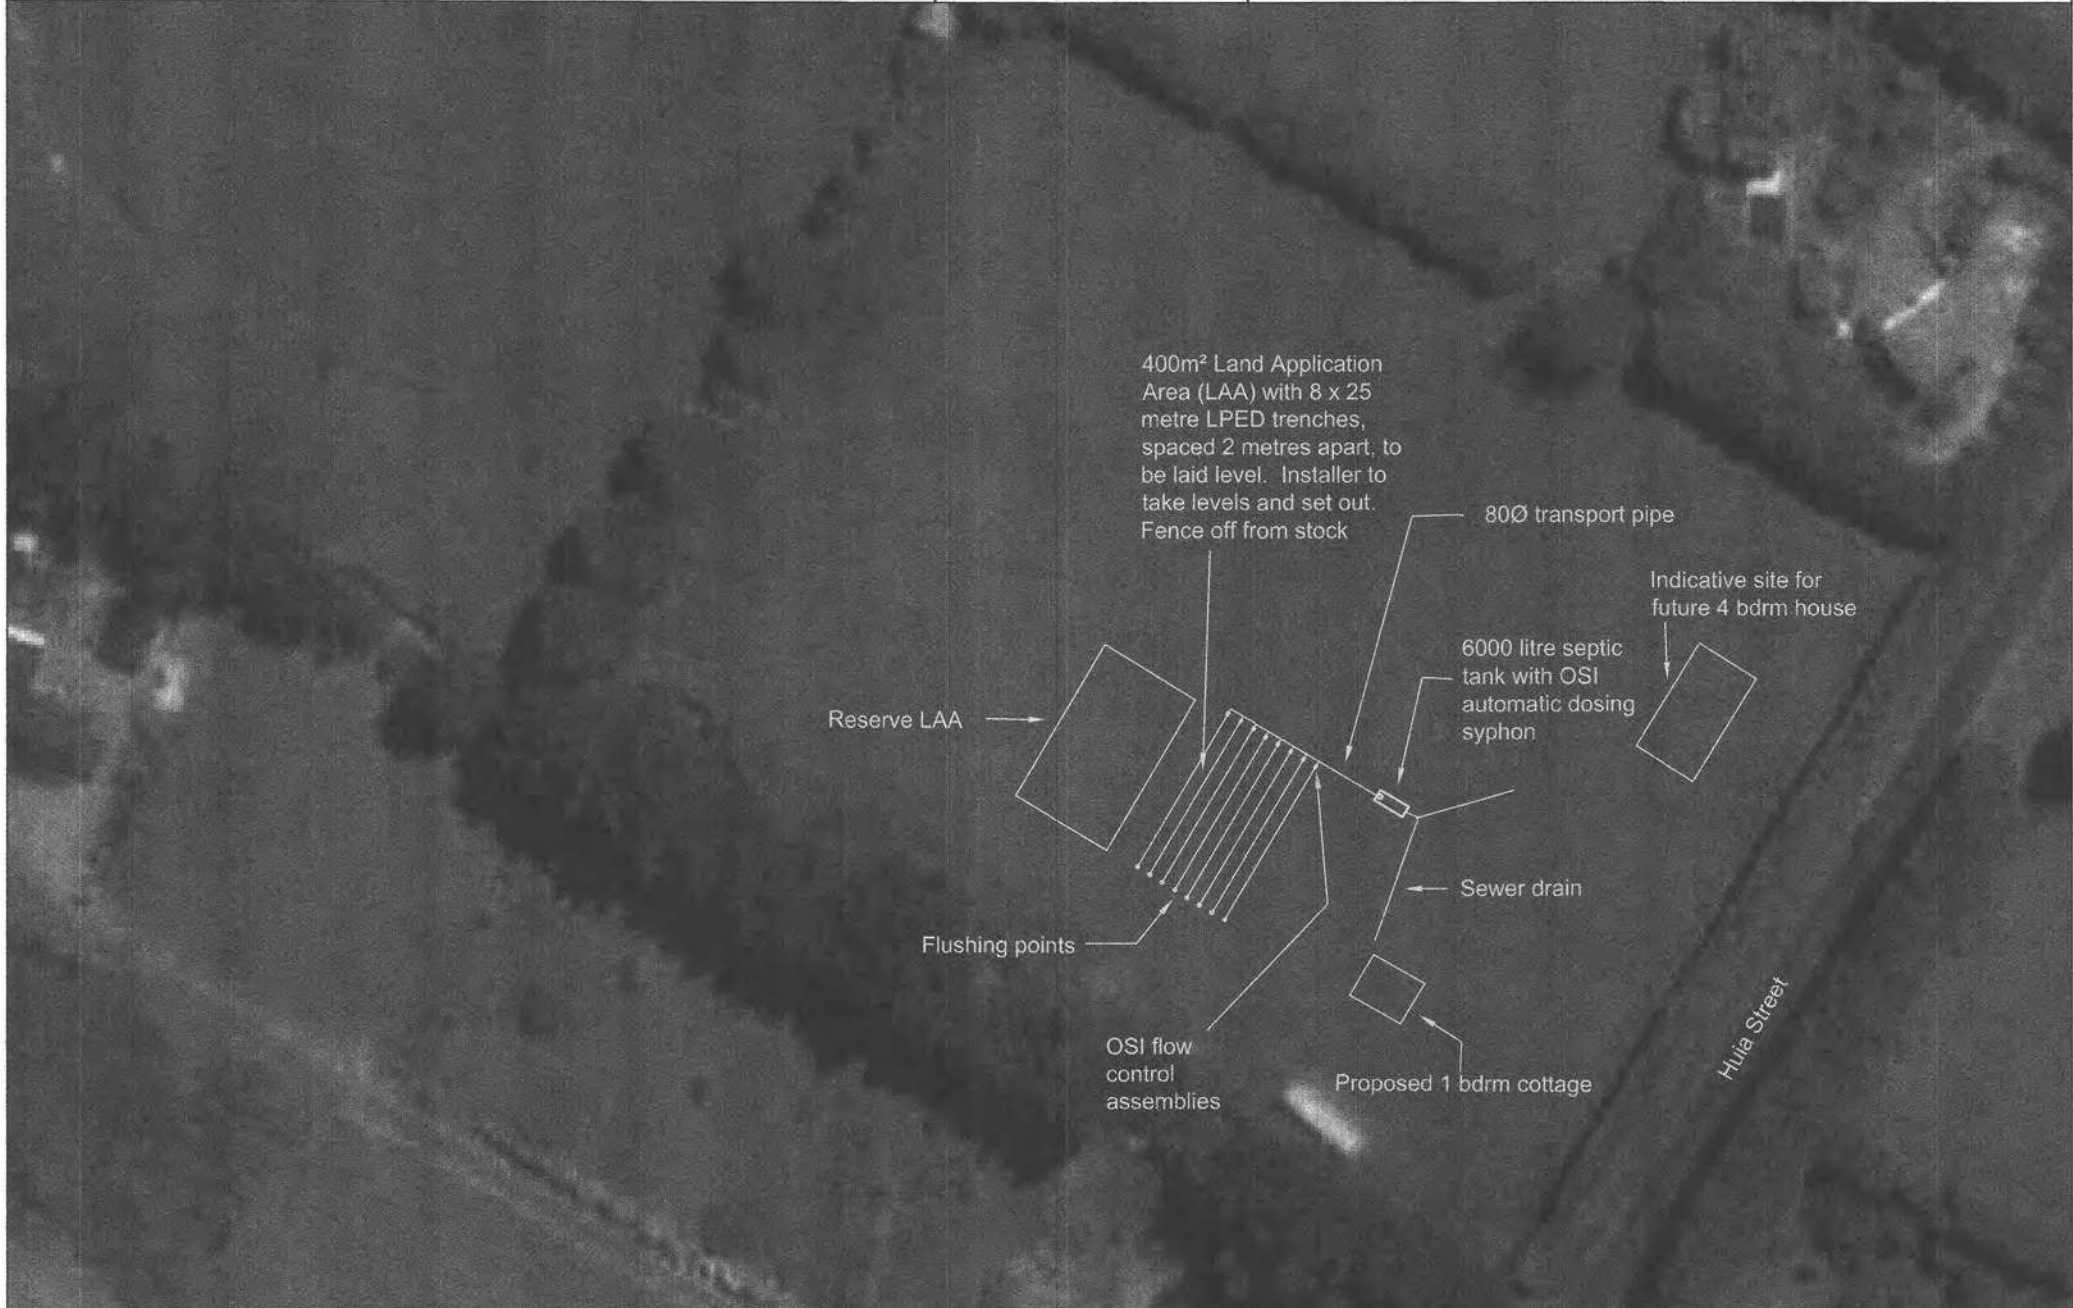 400m² Land Application
Area (LAA) with 8 x 25
metre LPED trenches,
spaced 2 metres apart, to
be laid level. Installer to
take levels and set out.
Fence off from stock
80Ø transport pipe
Indicative site for
future 4 bdrm house
6000 litre septic
tank with OSI
automatic dosing
syphon
Reserve LAA
Sewer drain
Flushing points
Huia Street
OSI flow
control
assemblies
Proposed 1 bdrm cottage